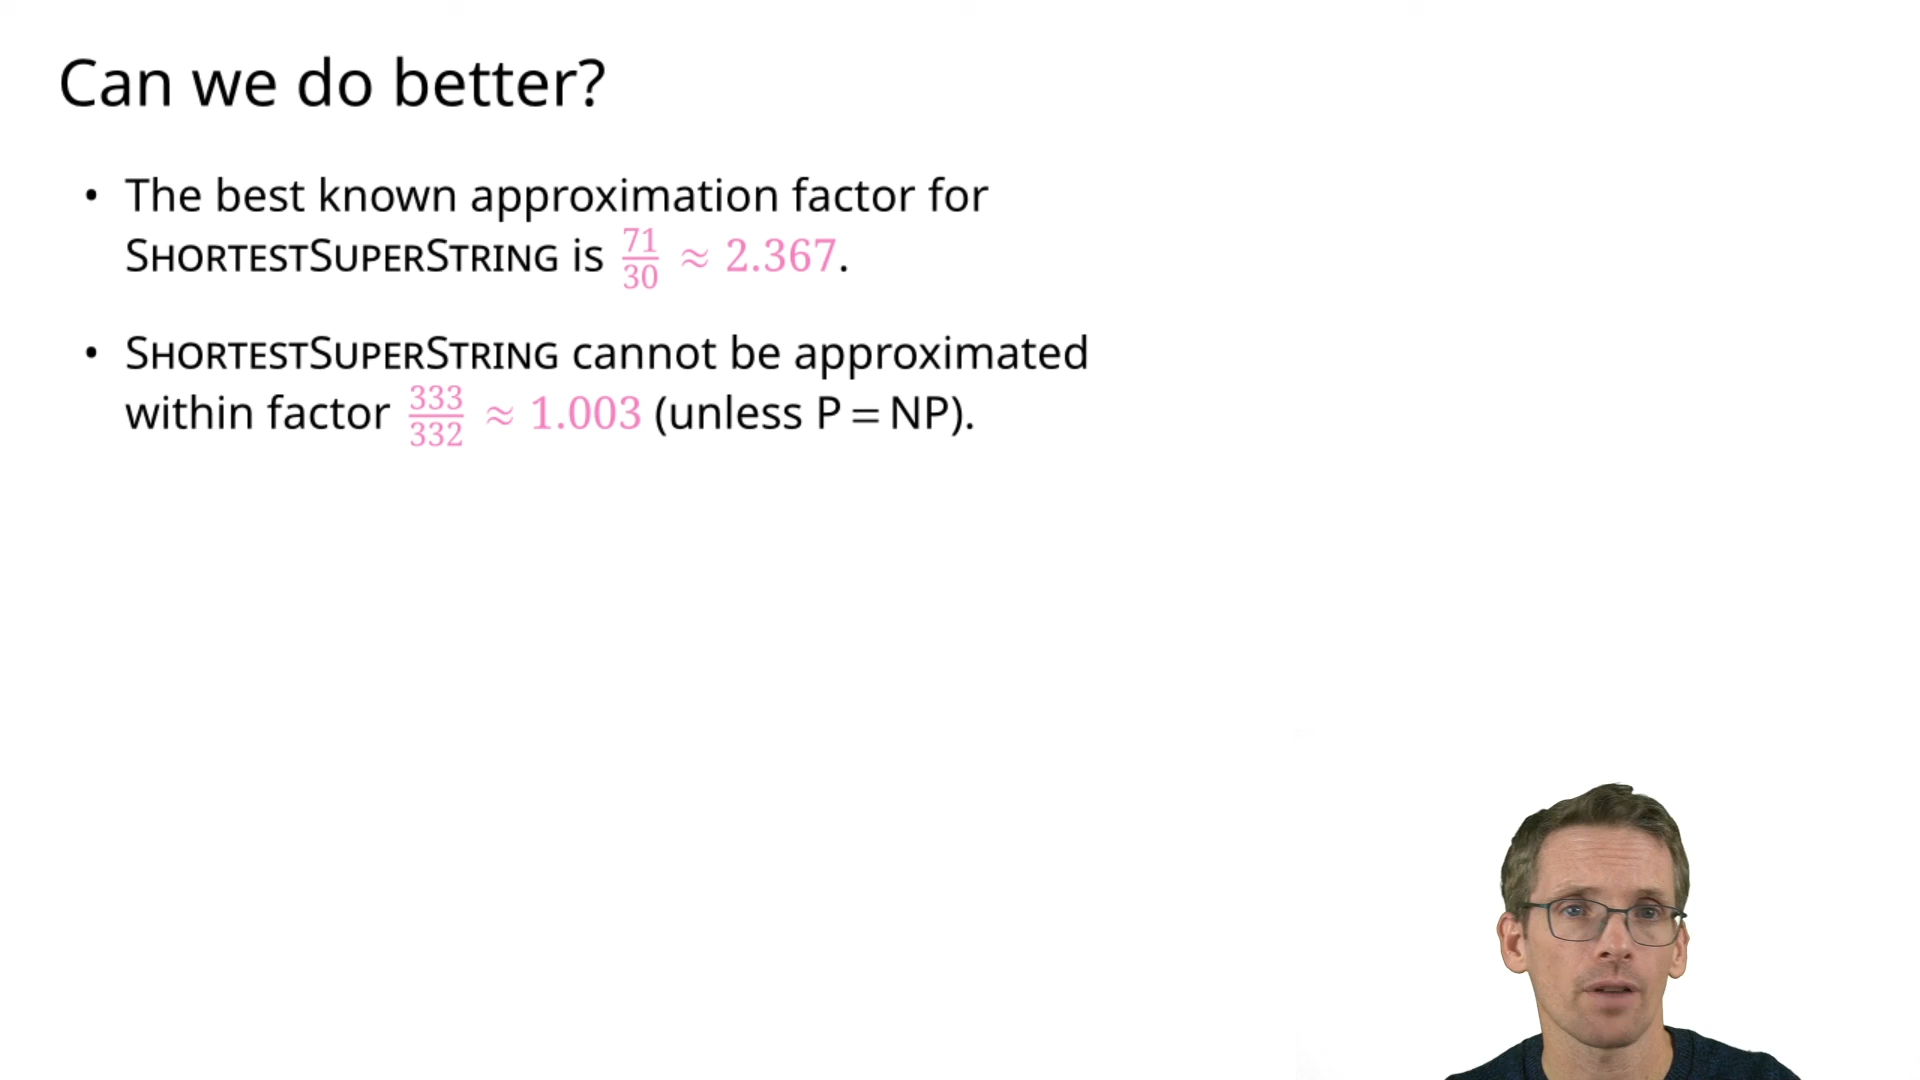 Can we do better?
• The best known approximation factor for
SHORTESTSUPERSTRING is 71/30 ≈ 2.367.
• SHORTESTSUPERSTRING cannot be approximated
within factor 333/332 ≈ 1.003 (unless P = NP).